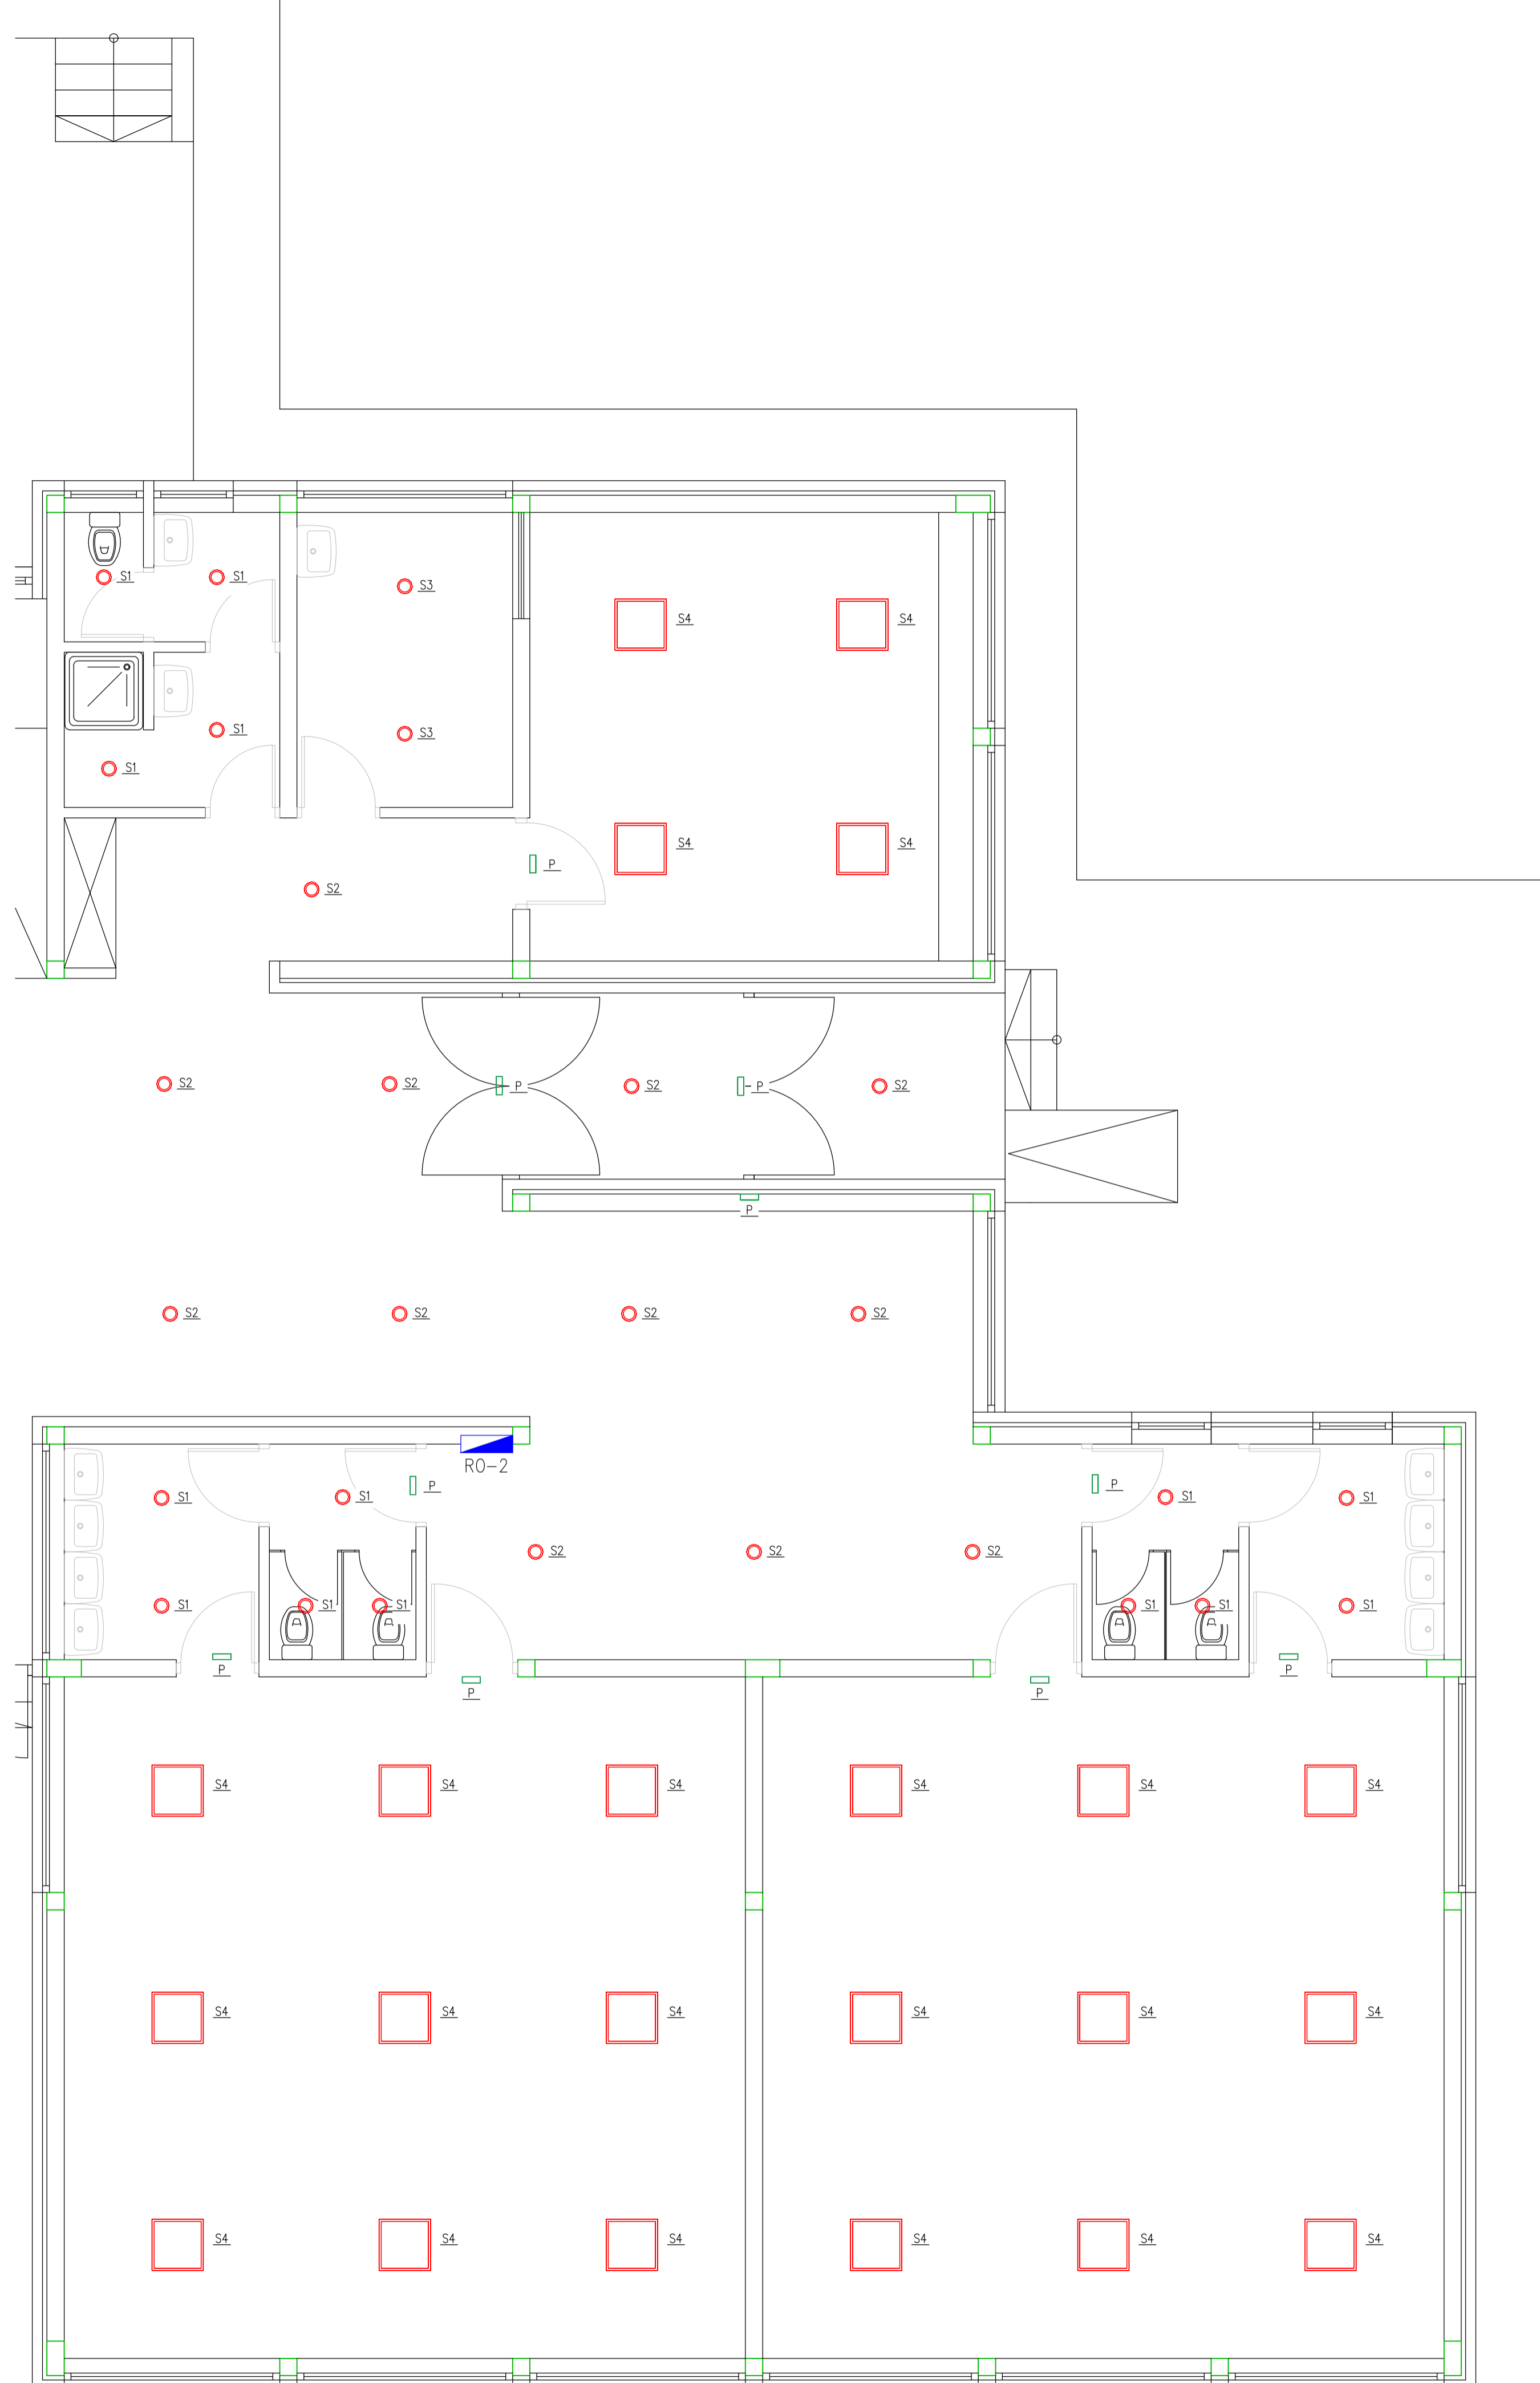 S1 S1 S3
S4 S4
S1 S3
S1
S4 S4
P
S2
S2 S2 P S2 P S2
P
S2 S2 S2 S2
RO-2
S1 S1 P P S1 S1
S2 S2 S2
S1 S1 S1 S1 S1 S1
P P P P
S4 S4 S4 S4 S4 S4
S4 S4 S4 S4 S4 S4
S4 S4 S4 S4 S4 S4